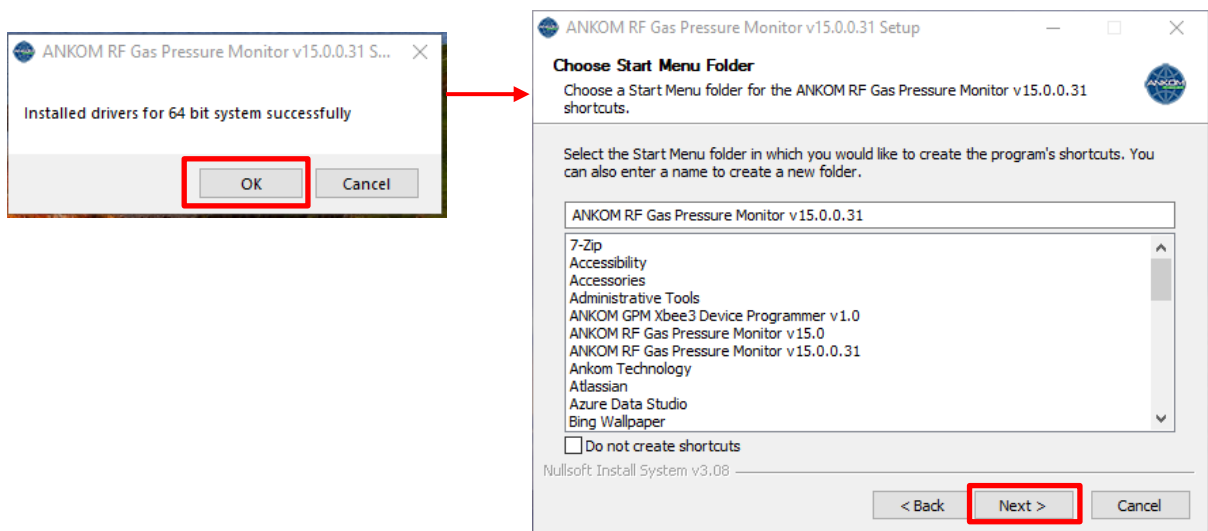 ANKOM RF Gas Pressure Monitor v15.0.0.31 S...
Installed drivers for 64 bit system successfully
OK
Cancel
ANKOM RF Gas Pressure Monitor v15.0.0.31 Setup
Choose Start Menu Folder
Choose a Start Menu folder for the ANKOM RF Gas Pressure Monitor v15.0.0.31
shortcuts.
ANKOM
Select the Start Menu folder in which you would like to create the program's shortcuts. You
can also enter a name to create a new folder.
ANKOM RF Gas Pressure Monitor v15.0.0.31
7-Zip
Accessibility
Accessories
Administrative Tools
ANKOM GPM Xbee3 Device Programmer v1.0
ANKOM RF Gas Pressure Monitor v15.0
ANKOM RF Gas Pressure Monitor v15.0.0.31
Ankom Technology
Atlassian
Azure Data Studio
Bing Wallpaper
Do not create shortcuts
Nullsoft Install System v3.08
< Back
Next >
Cancel